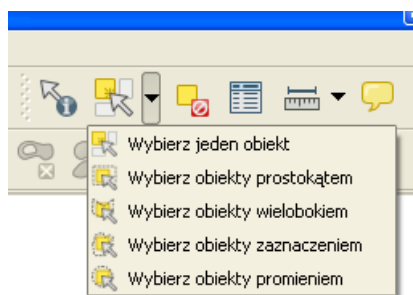 Wybierz jeden obiekt
Wybierz obiekty prostokątem
Wybierz obiekty wielobokiem
Wybierz obiekty zaznaczeniem
Wybierz obiekty promieniem